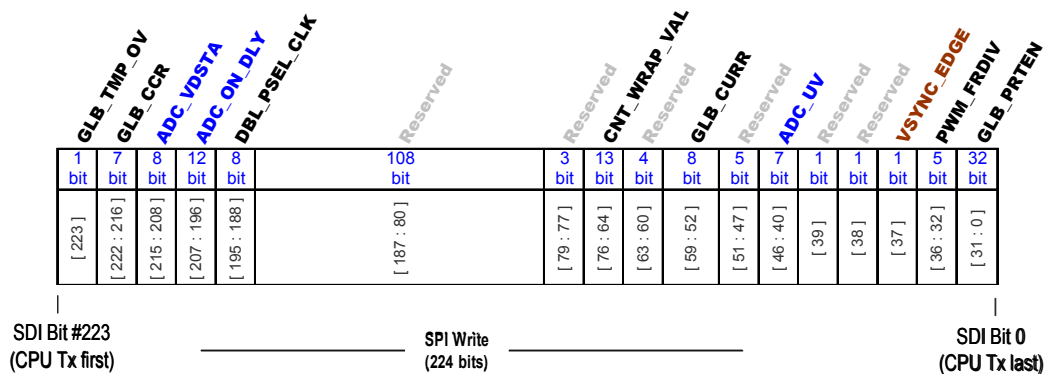 GLB_TMP_OV
GLB_CCR
ADC_VDSTA
ADC_ON_DLY
DBL_PSEL_CLK
Reserved
Reserved
CNT_WRAP_VAL
Reserved
GLB_CURR
Reserved
ADC_UV
Reserved
Reserved
VSYNC_EDGE
PWM_FRDIV
GLB_PRTEN
1 7 8 12 8 108 3 13 4 8 5 7 1 1 1 5 32
bit bit bit bit bit bit bit bit bit bit bit bit bit bit bit bit bit
[ 223 ]
[ 222 : 216 ]
[ 215 : 208 ]
[ 207 : 196 ]
[ 195 : 188 ]
[ 187 : 80 ]
[ 79 : 77 ]
[ 76 : 64 ]
[ 63 : 60 ]
[ 59 : 52 ]
[ 51 : 47 ]
[ 46 : 40 ]
[ 39 ]
[ 38 ]
[ 37 ]
[ 36 : 32 ]
[ 31 : 0 ]
SDI Bit #223
(CPU Tx first)
SPI Write
(224 bits)
SDI Bit 0
(CPU Tx last)